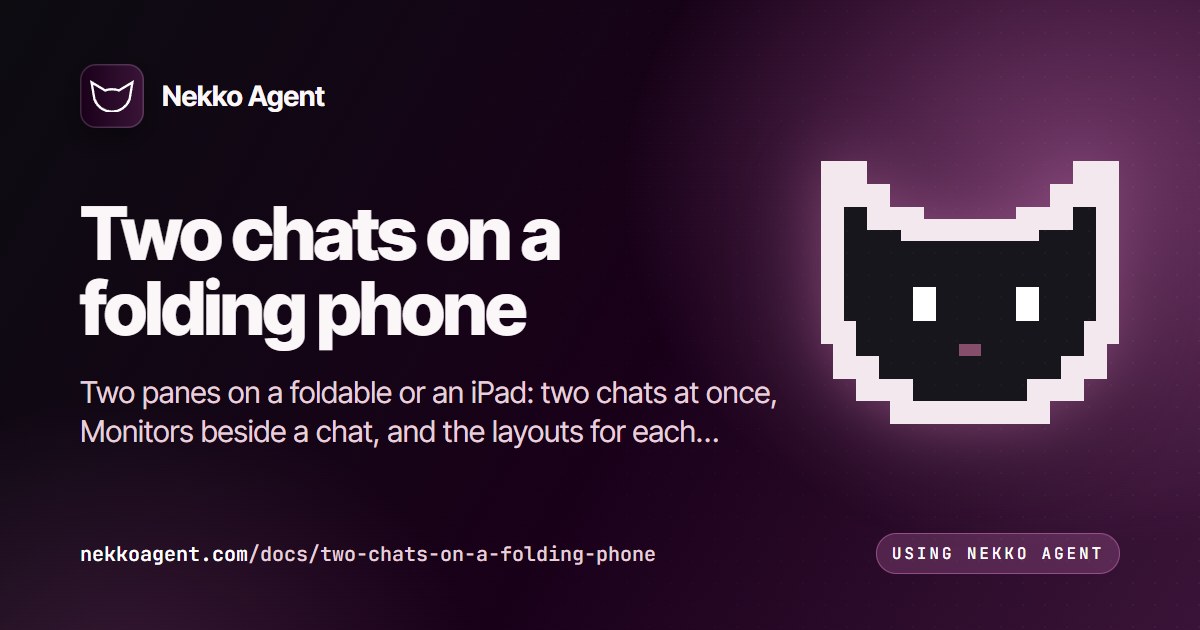 Nekko Agent
Two chats on a
folding phone
Two panes on a foldable or an iPad: two chats at once,
Monitors beside a chat, and the layouts for each…
nekkoagent.com/docs/two-chats-on-a-folding-phone
USING NEKKO AGENT